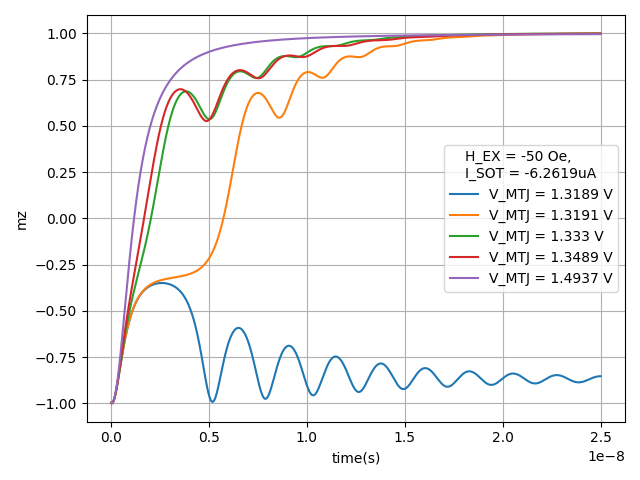 1.00
0.75
0.50
0.25
0.00
−0.25
−0.50
−0.75
−1.00
mz
H_EX = -50 Oe,
I_SOT = -6.2619uA
V_MTJ = 1.3189 V
V_MTJ = 1.3191 V
V_MTJ = 1.333 V
V_MTJ = 1.3489 V
V_MTJ = 1.4937 V
0.0 0.5 1.0 1.5 2.0 2.5
time(s)
1e−8